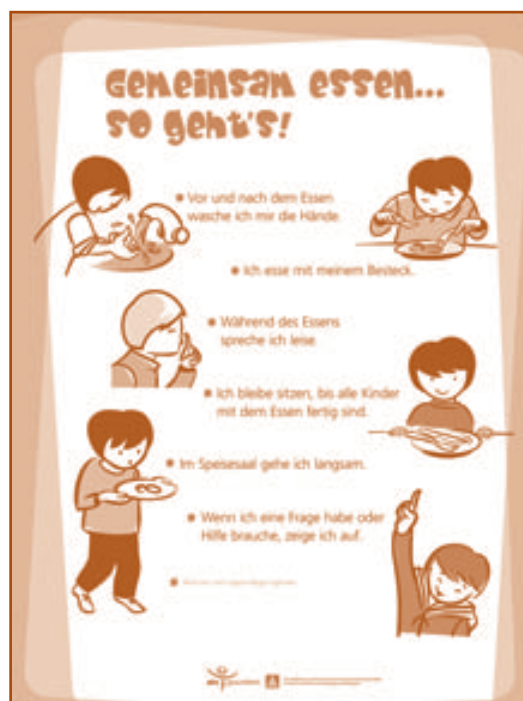 Gemeinsam essen...
so geht's!
• Vor und nach dem Essen
wasche ich mir die Hände.
• Ich esse mit meinem Besteck.
• Während des Essens
spreche ich leise.
• Ich bleibe sitzen, bis alle Kinder
mit dem Essen fertig sind.
• Im Speisesaal gehe ich langsam.
• Wenn ich eine Frage habe oder
Hilfe brauche, zeige ich auf.